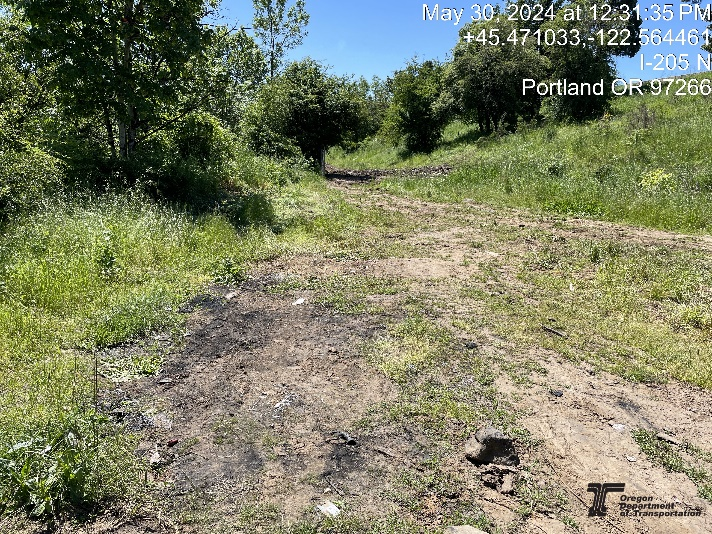 May 30, 2024 at 12:31:35 PM
+45.471033,-122.564461
I-205 N
Portland OR 97266
Oregon
Department
of Transportation